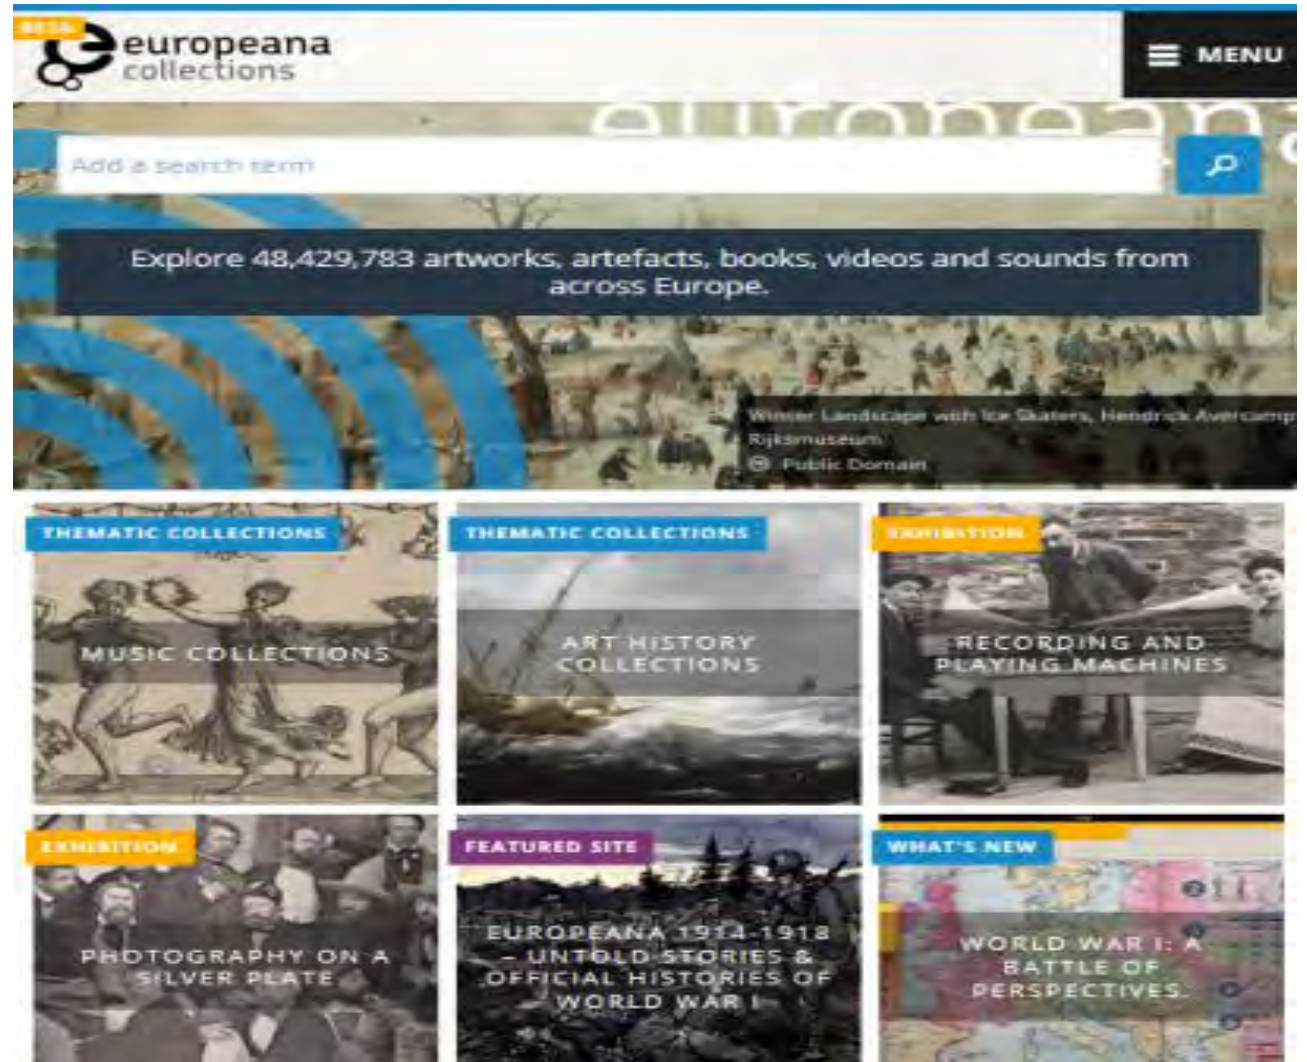 BETA
europeana
collections
MENU
europeana
Add a search term
Explore 48,429,783 artworks, artefacts, books, videos and sounds from
across Europe.
Winter Landscape with Ice Skaters, Hendrick Avercamp
Rijksmuseum
Public Domain
THEMATIC COLLECTIONS
MUSIC COLLECTIONS
THEMATIC COLLECTIONS
ART HISTORY
COLLECTIONS
EXHIBITION
RECORDING AND
PLAYING MACHINES
EXHIBITION
PHOTOGRAPHY ON A
SILVER PLATE
FEATURED SITE
EUROPEANA 1914-1918
– UNTOLD STORIES &
OFFICIAL HISTORIES OF
WORLD WAR I
WHAT'S NEW
WORLD WAR I: A
BATTLE OF
PERSPECTIVES.